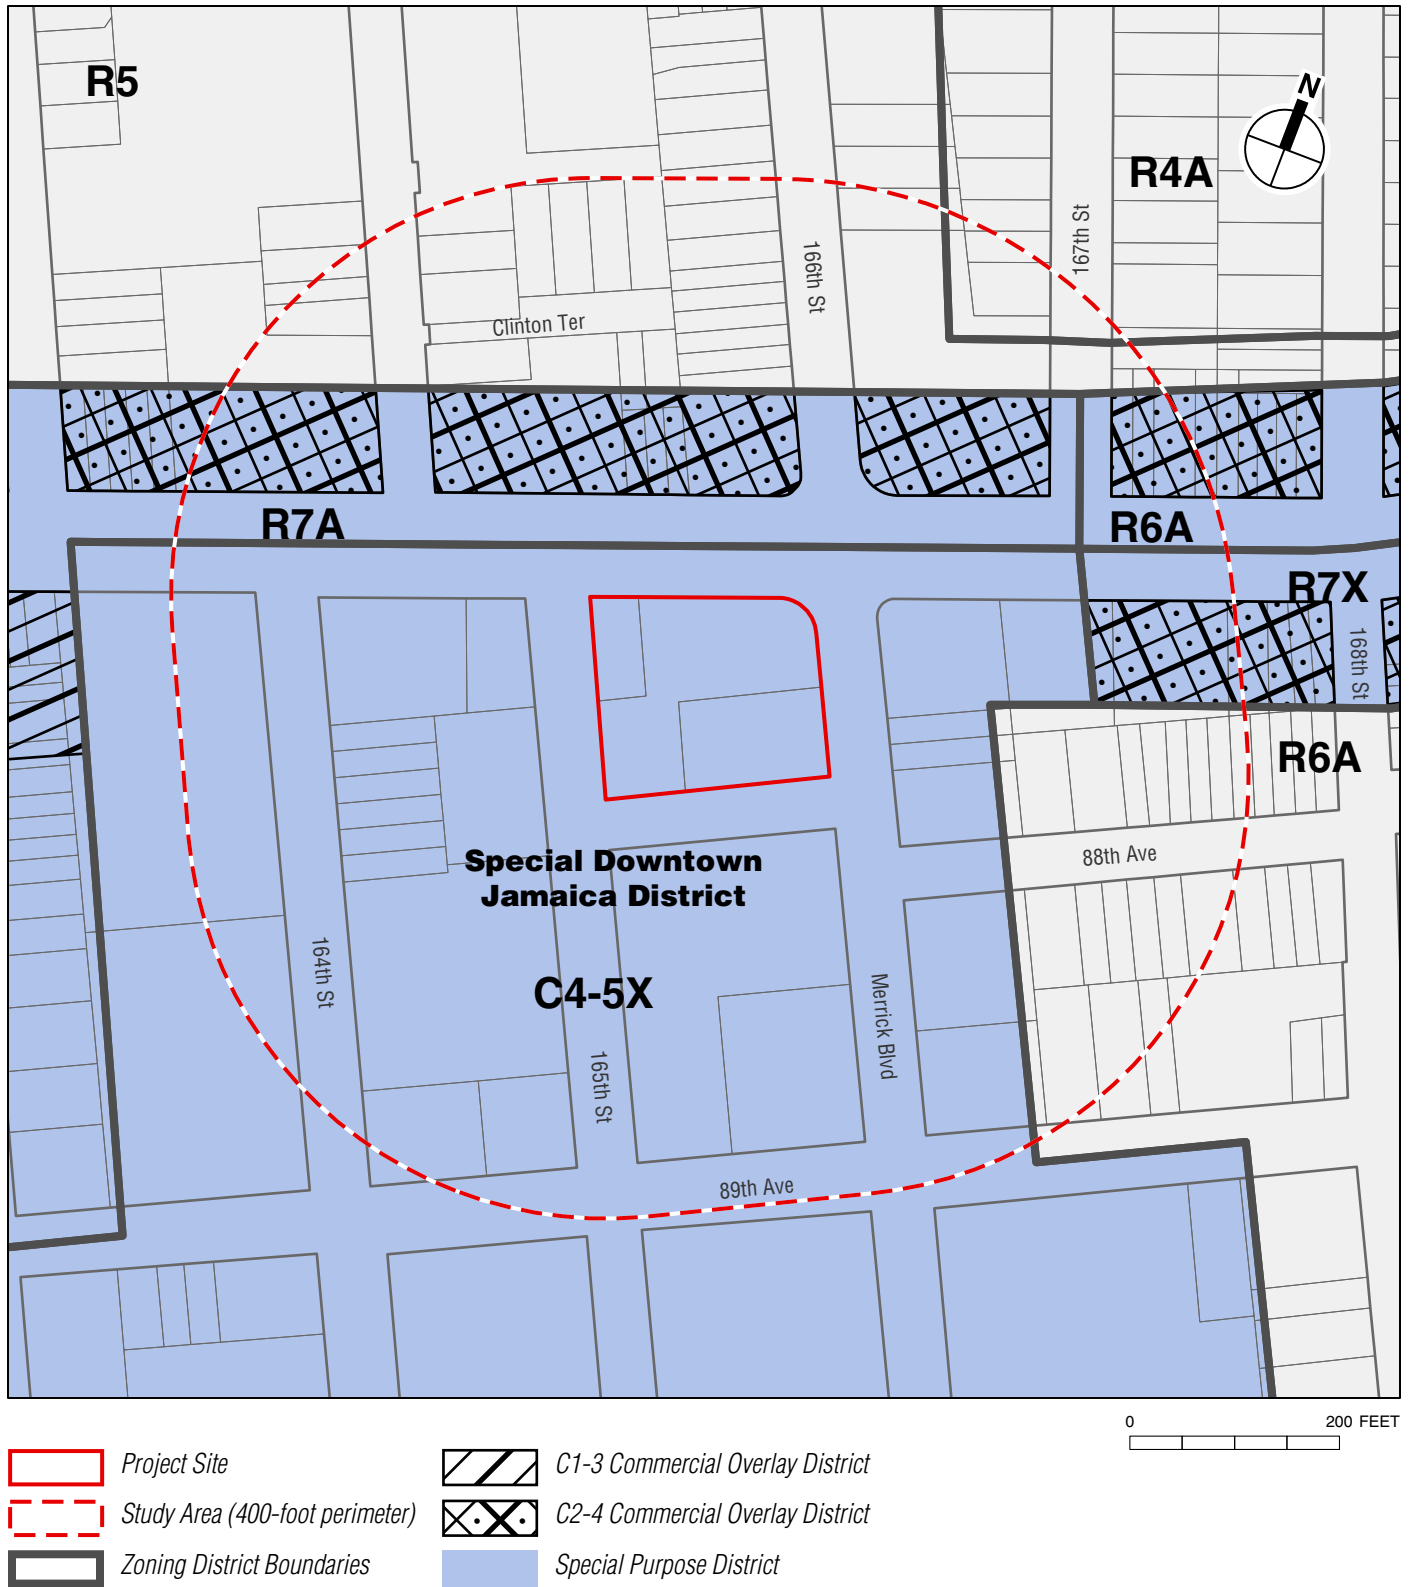 R5
N
R4A
166th St
167th St
Clinton Ter
R7A
R6A
R7X
168th St
R6A
88th Ave
Special Downtown
Jamaica District
164th St
C4-5X
Merrick Blvd
165th St
89th Ave
0 200 FEET
Project Site
C1-3 Commercial Overlay District
Study Area (400-foot perimeter)
C2-4 Commercial Overlay District
Zoning District Boundaries
Special Purpose District